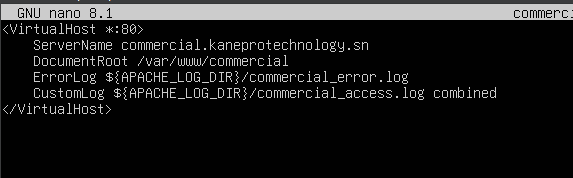 GNU nano 8.1 commerci
<VirtualHost *:80>
    ServerName commercial.kaneprotechnology.sn
    DocumentRoot /var/www/commercial
    ErrorLog ${APACHE_LOG_DIR}/commercial_error.log
    CustomLog ${APACHE_LOG_DIR}/commercial_access.log combined
</VirtualHost>